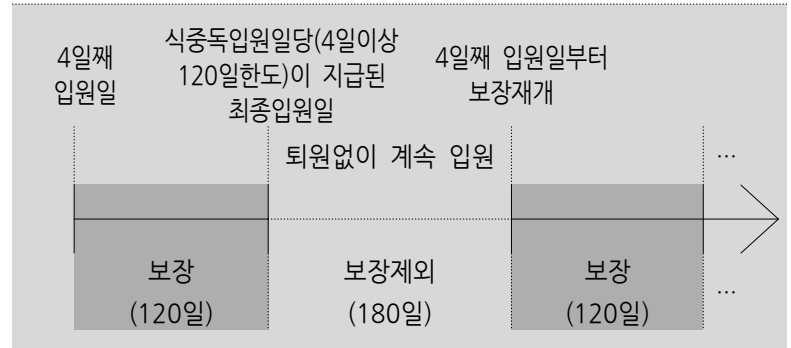 4일째
입원일
식중독입원일당(4일이상
120일한도)이 지급된
최종입원일
4일째 입원일부터
보장재개
퇴원없이 계속 입원
…
보장
(120일)
보장제외
(180일)
보장
(120일)
…